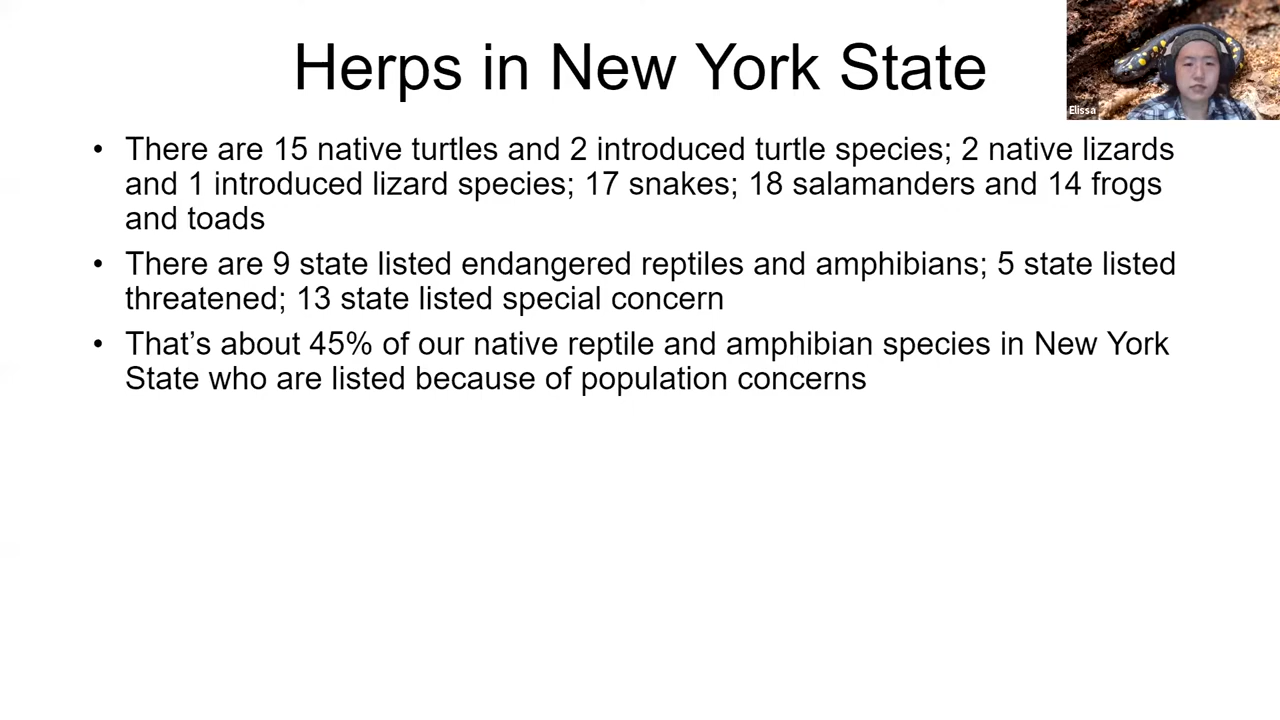 Herps in New York State
Elissa
• There are 15 native turtles and 2 introduced turtle species; 2 native lizards
and 1 introduced lizard species; 17 snakes; 18 salamanders and 14 frogs
and toads
• There are 9 state listed endangered reptiles and amphibians; 5 state listed
threatened; 13 state listed special concern
• That's about 45% of our native reptile and amphibian species in New York
State who are listed because of population concerns